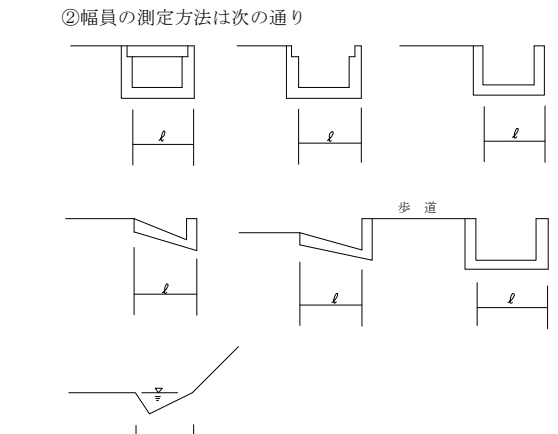 ②幅員の測定方法は次の通り
ℓ ℓ ℓ
歩 道
ℓ ℓ ℓ